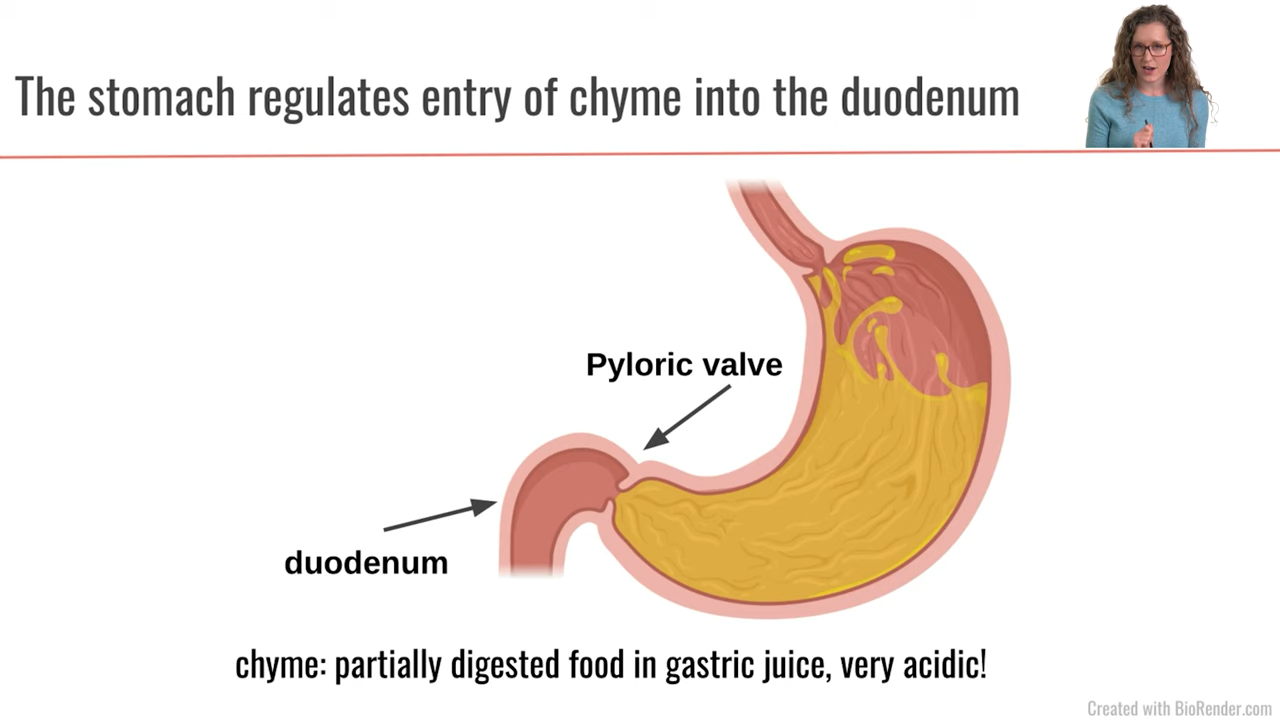 The stomach regulates entry of chyme into the duodenum
Pyloric valve
duodenum
chyme: partially digested food in gastric juice, very acidic!
Created with BioRender.com